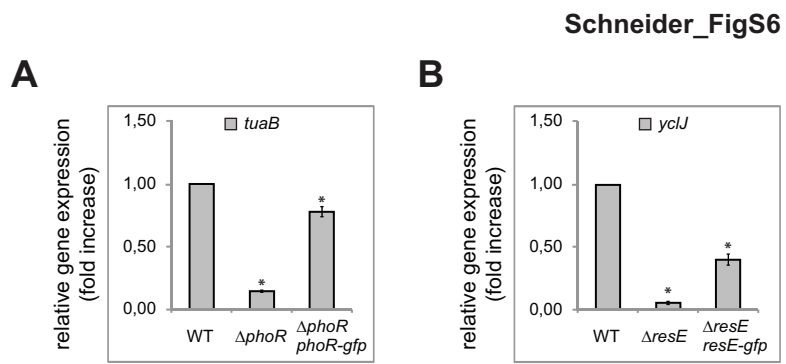 Schneider_FigS6
A
relative gene expression
(fold increase)
1,50
1,00
0,50
0,00
tuaB
*
*
WT
ΔphoR
ΔphoR
phoR-gfp
B
relative gene expression
(fold increase)
1,50
1,00
0,50
0,00
yclJ
*
*
WT
ΔresE
ΔresE
resE-gfp